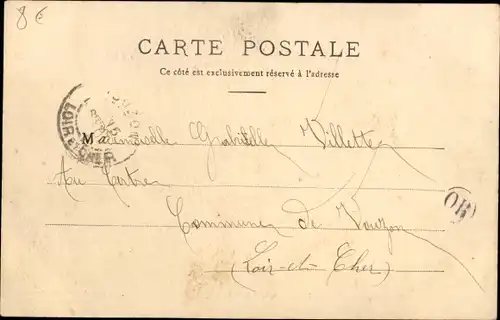 8 €
CARTE POSTALE
Ce côté est exclusivement réservé à l'adresse
LOIR-ET-CHER
Mademoiselle Villette
Au Tertre
OR
Commune de Vouzon
(Loir-et-Cher)